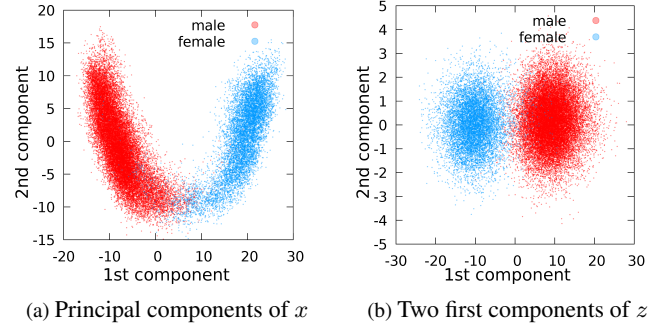 male
female
20
15
10
5
0
-5
-10
-15
-20 -10 0 10 20 30
2nd component
1st component
(a) Principal components of x
male
female
5
4
3
2
1
0
-1
-2
-3
-4
-5
-30 -20 -10 0 10 20 30
2nd component
1st component
(b) Two first components of z